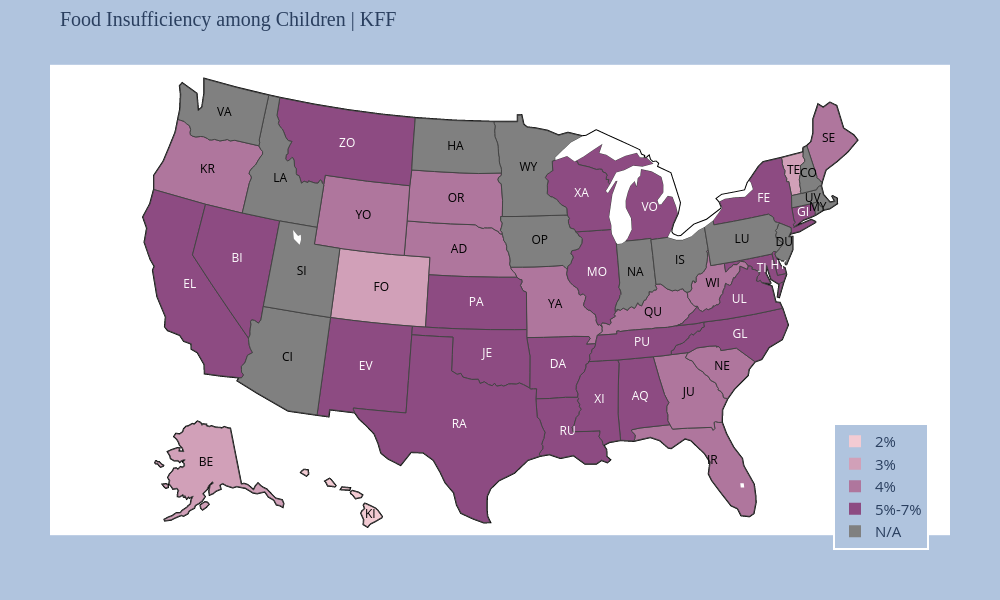 Food Insufficiency among Children | KFF
VA
ZO
HA
SE
WY
KR
TE
CO
LA
XA
UV
FE
OR
MY
VO
GI
YO
LU
OP
DU
AD
BI
HY
TI
IS
SI
MO
NA
EL
WI
FO
UL
PA
YA
QU
GL
PU
JE
CI
DA
EV
NE
JU
AQ
XI
RA
RU
IR
BE
KI
2%
3%
4%
5%-7%
N/A